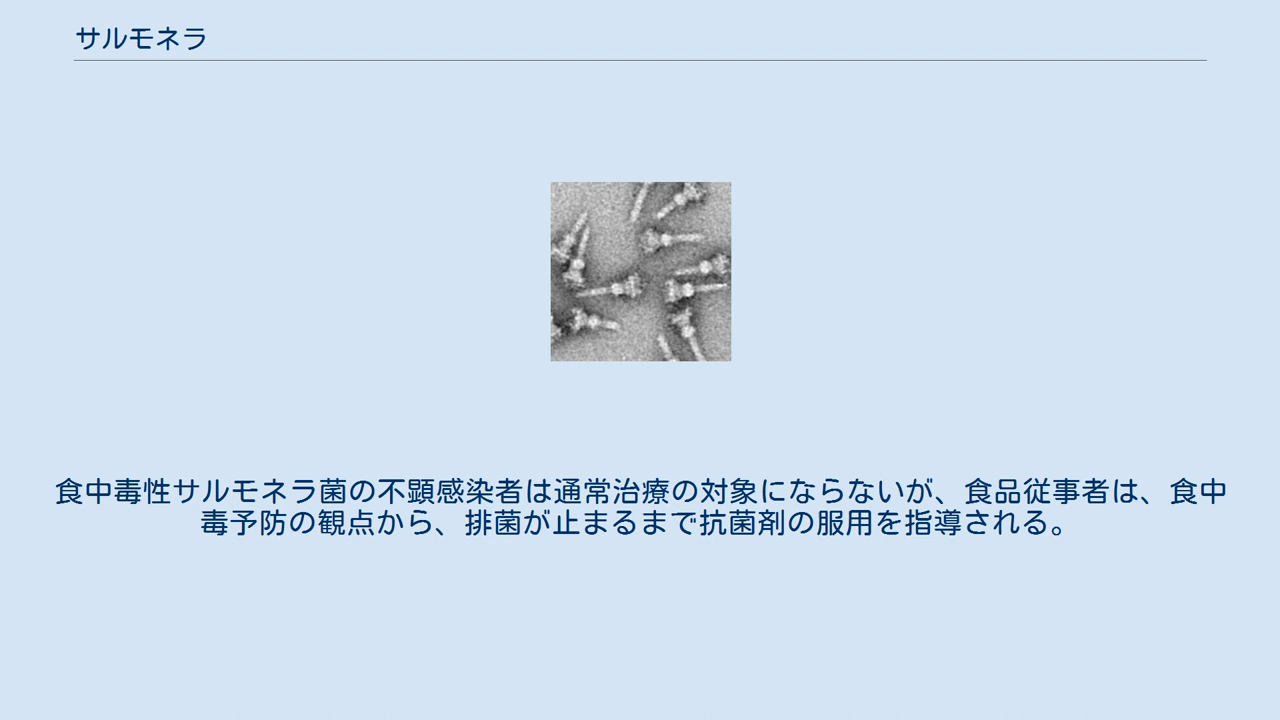 サルモネラ
食中毒性サルモネラ菌の不顕感染者は通常治療の対象にならないが、食品従事者は、食中
毒予防の観点から、排菌が止まるまで抗菌剤の服用を指導される。